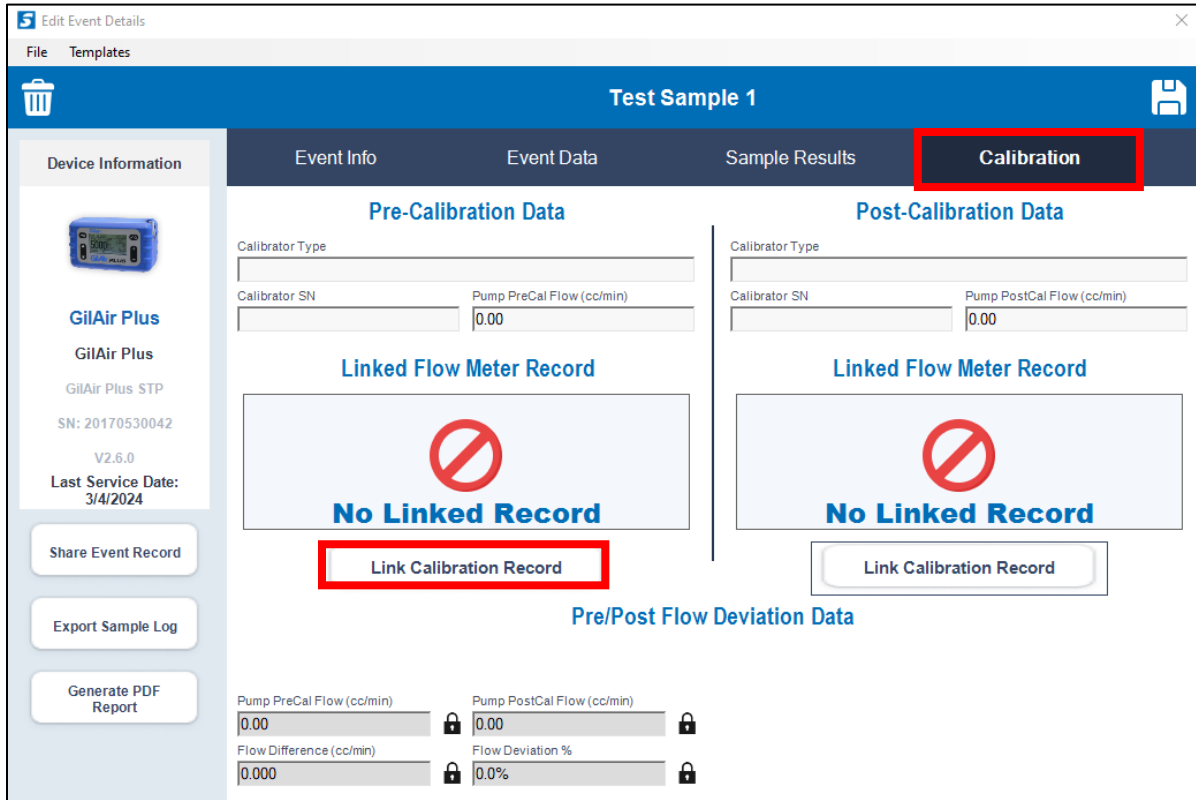 Edit Event Details
File Templates
Test Sample 1
Device Information
Event Info Event Data Sample Results Calibration
GilAir Plus
GilAir Plus
GilAir Plus STP
SN: 20170530042
V2.6.0
Last Service Date:
3/4/2024
Share Event Record
Export Sample Log
Generate PDF
Report
Pre-Calibration Data
Calibrator Type
Calibrator SN Pump PreCal Flow (cc/min)
0.00
Linked Flow Meter Record
No Linked Record
Link Calibration Record
Post-Calibration Data
Calibrator Type
Calibrator SN Pump PostCal Flow (cc/min)
0.00
Linked Flow Meter Record
No Linked Record
Link Calibration Record
Pre/Post Flow Deviation Data
Pump PreCal Flow (cc/min) Pump PostCal Flow (cc/min)
0.00 0.00
Flow Difference (cc/min) Flow Deviation %
0.000 0.0%